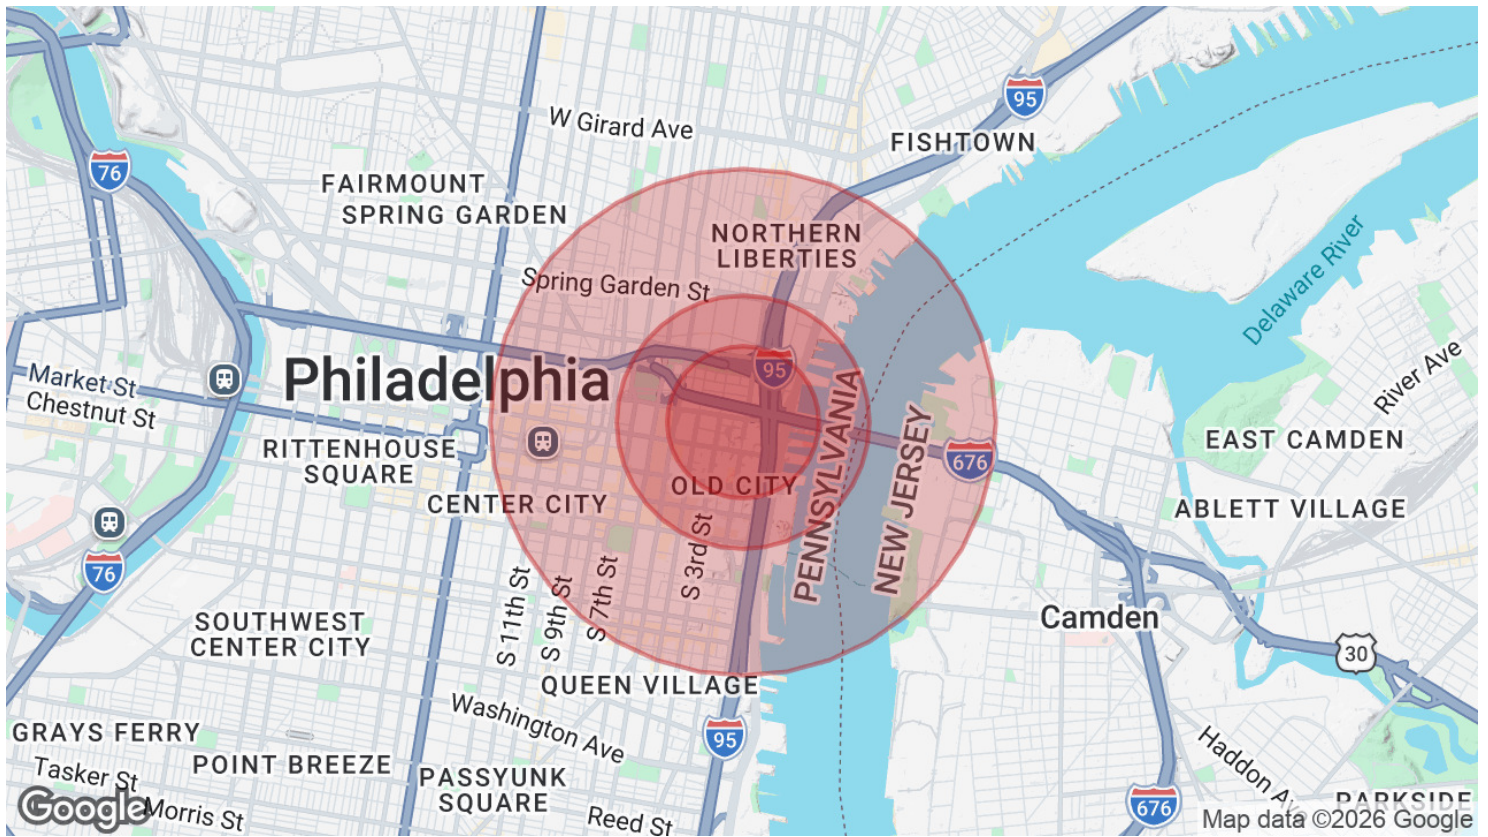 W Girard Ave
95
FISHTOWN
76
FAIRMOUNT
SPRING GARDEN
NORTHERN
LIBERTIES
Spring Garden St
Delaware River
Philadelphia
95
Market St
Chestnut St
River Ave
RITTENHOUSE
SQUARE
PENNSYLVANIA
NEW JERSEY
EAST CAMDEN
676
OLD CITY
CENTER CITY
ABLETT VILLAGE
S 3rd St
S 7th St
S 9th St
S 11th St
76
SOUTHWEST
CENTER CITY
Camden
30
QUEEN VILLAGE
Washington Ave
95
GRAYS FERRY
POINT BREEZE
PASSYUNK
SQUARE
Haddon Av
Tasker St
Morris St
Reed St
676
PARKSIDE
Google
Map data ©2026 Google